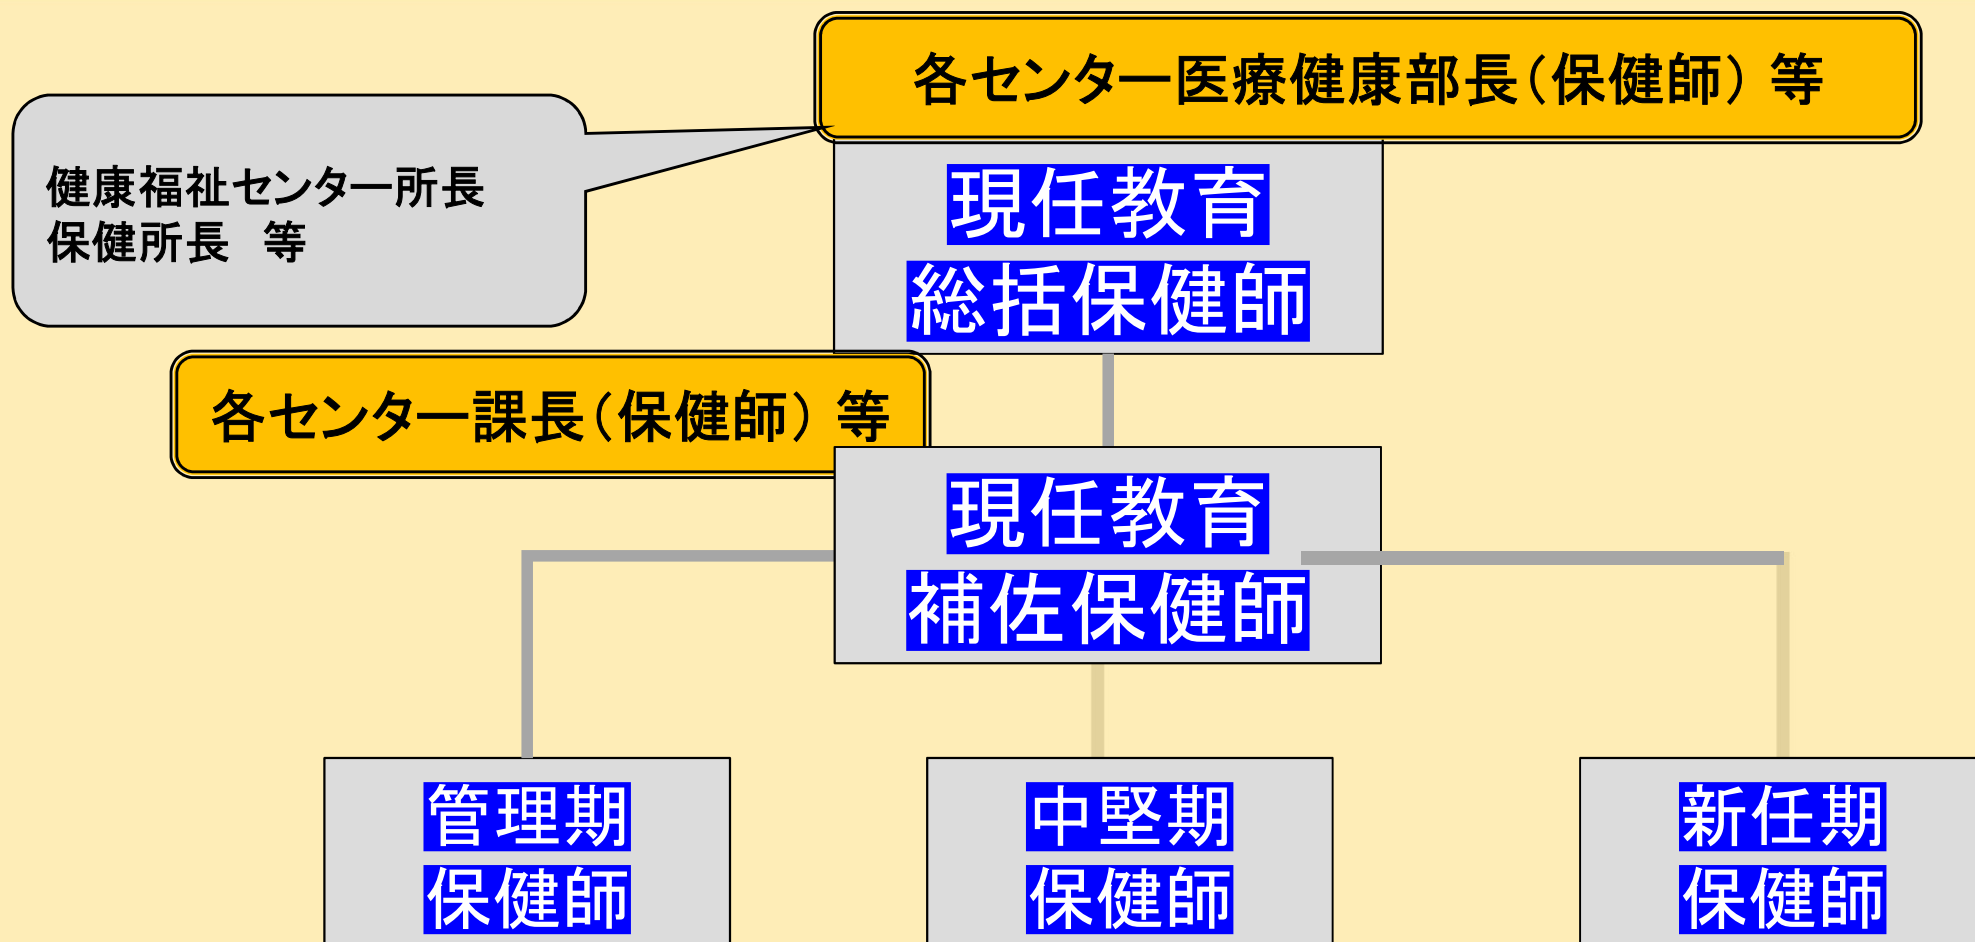 各センター医療健康部長（保健師）等
健康福祉センター所長
保健所長　等
現任教育
総括保健師
各センター課長（保健師）等
現任教育
補佐保健師
管理期
保健師
中堅期
保健師
新任期
保健師